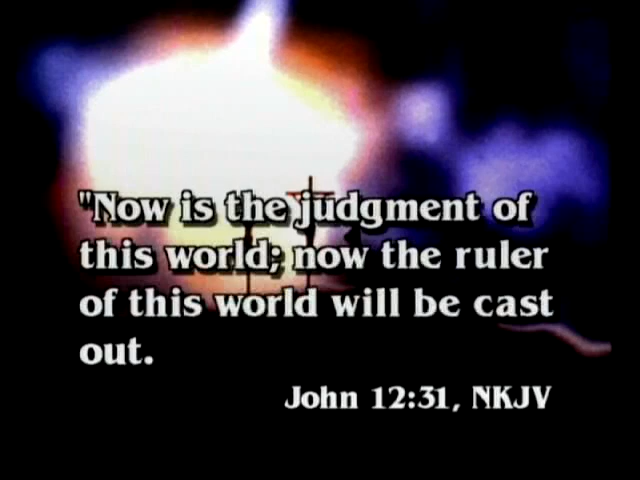 "Now is the judgment of
this world; now the ruler
of this world will be cast
out.
John 12:31, NKJV